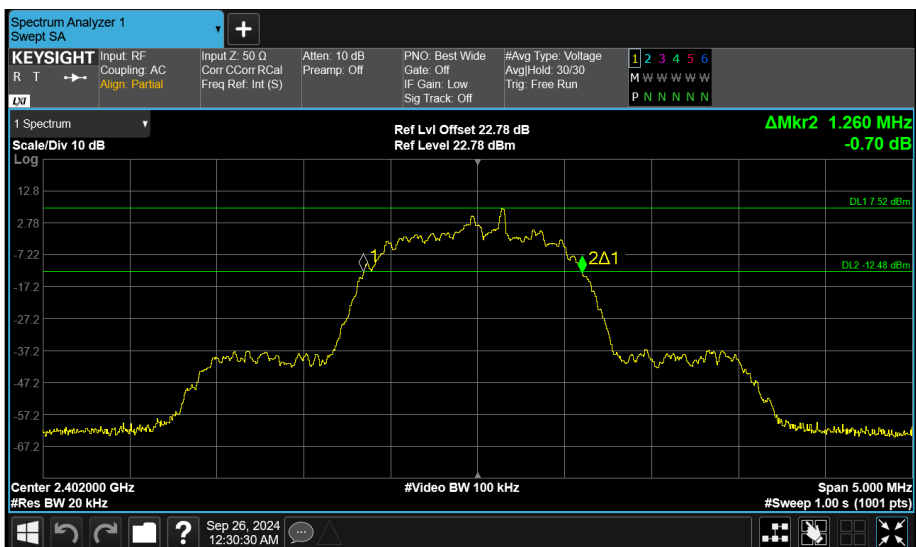 Spectrum Analyzer 1
Swept SA
+
KEYSIGHT
R T
LXI
Input: RF
Coupling: AC
Align: Partial
Input Z: 50 Ω
Corr CCorr RCal
Freq Ref: Int (S)
Atten: 10 dB
Preamp: Off
PNO: Best Wide
Gate: Off
IF Gain: Low
Sig Track: Off
#Avg Type: Voltage
Avg|Hold: 30/30
Trig: Free Run
1 2 3 4 5 6
M W W W W W
P N N N N N
1 Spectrum
Scale/Div 10 dB
Ref Lvl Offset 22.78 dB
Ref Level 22.78 dBm
ΔMkr2 1.260 MHz
-0.70 dB
Log
12.8
DL1 7.52 dBm
2.78
-7.22
1
2Δ1
DL2 -12.48 dBm
-17.2
-27.2
-37.2
-47.2
-57.2
-67.2
Center 2.402000 GHz
#Video BW 100 kHz
Span 5.000 MHz
#Res BW 20 kHz
#Sweep 1.00 s (1001 pts)
?
Sep 26, 2024
12:30:30 AM